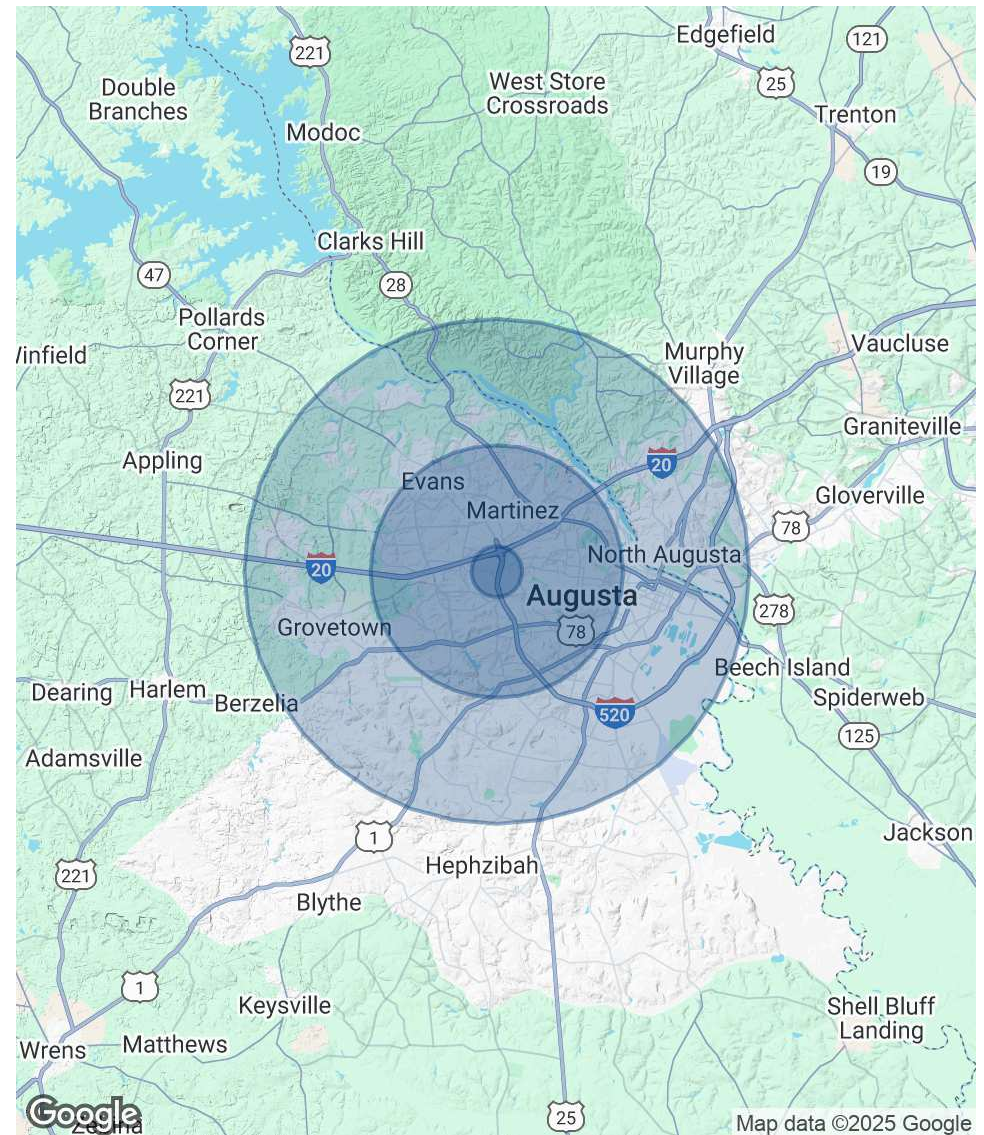 Edgefield
121
221
25
Double
Branches
West Store
Crossroads
Trenton
Modoc
19
Clarks Hill
47
28
Pollards
Corner
Vaucluse
Murphy
Village
221
Graniteville
Appling
20
Evans
Gloverville
Martinez
78
North Augusta
20
Augusta
278
Grovetown
78
Beech Island
Dearing
Harlem
Spiderweb
Berzelia
520
125
Adamsville
Jackson
1
Hephzibah
221
Blythe
1
Keysville
Shell Bluff
Landing
Wrens
Matthews
Google
25
Map data ©2025 Google